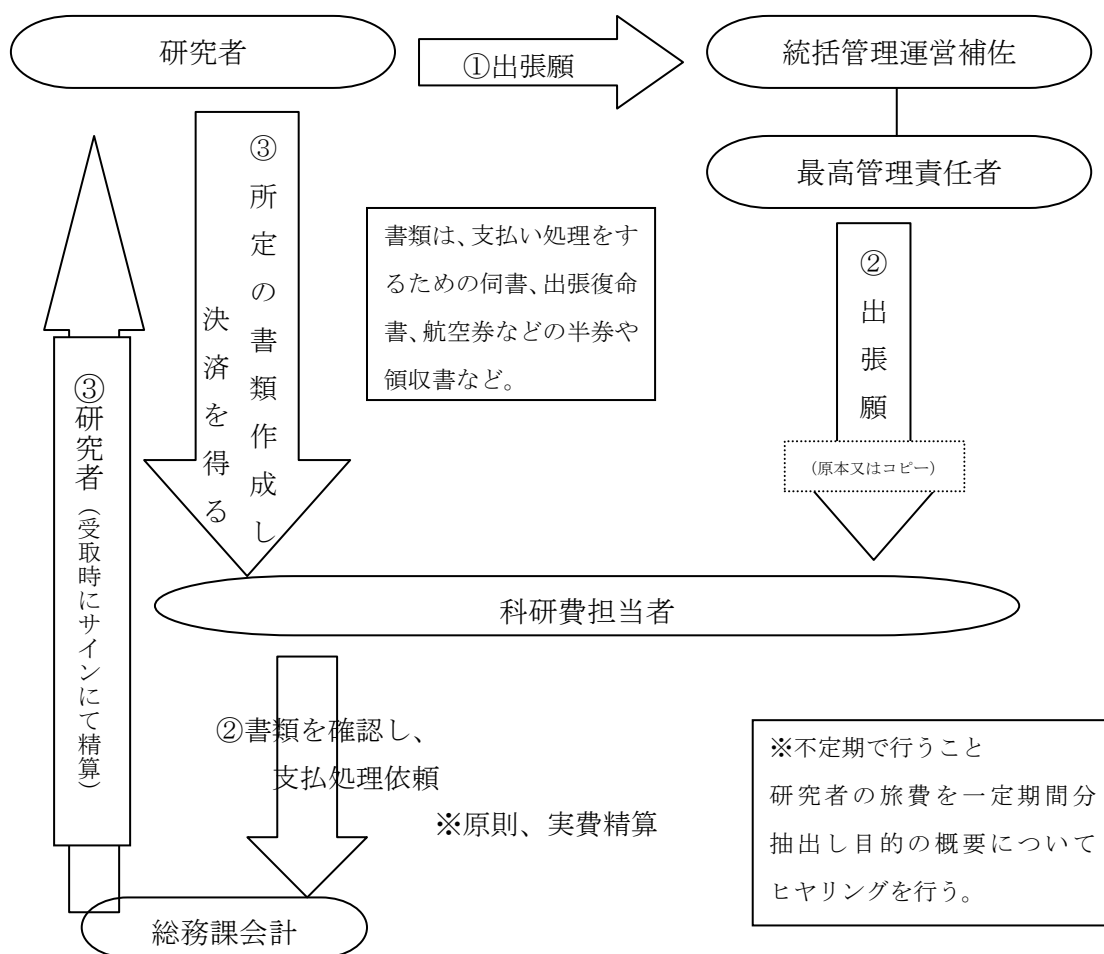 研究者
①出張願
統括管理運営補佐
最高管理責任者
③所定の書類作成し
決済を得る
書類は、支払い処理をす
るための伺書、出張復命
書、航空券などの半券や
領収書など。
②出張願
(原本又はコピー)
③研究者(受取時にサインにて精算)
科研費担当者
②書類を確認し、
支払処理依頼
※原則、実費精算
※不定期で行うこと
研究者の旅費を一定期間分
抽出し目的の概要について
ヒヤリングを行う。
総務課会計